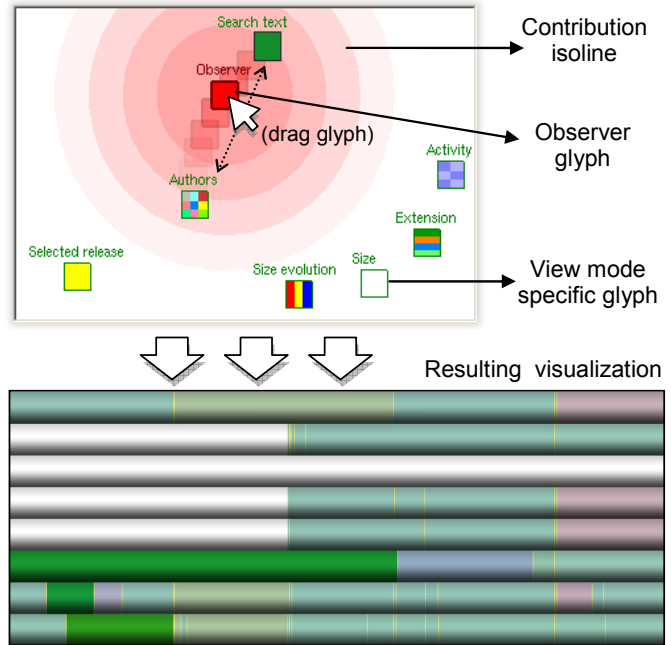 Search text
Contribution
isoline
Observer
(drag glyph)
Observer
glyph
Activity
Authors
Extension
Selected release
Size evolution
Size
View mode
specific glyph
Resulting visualization